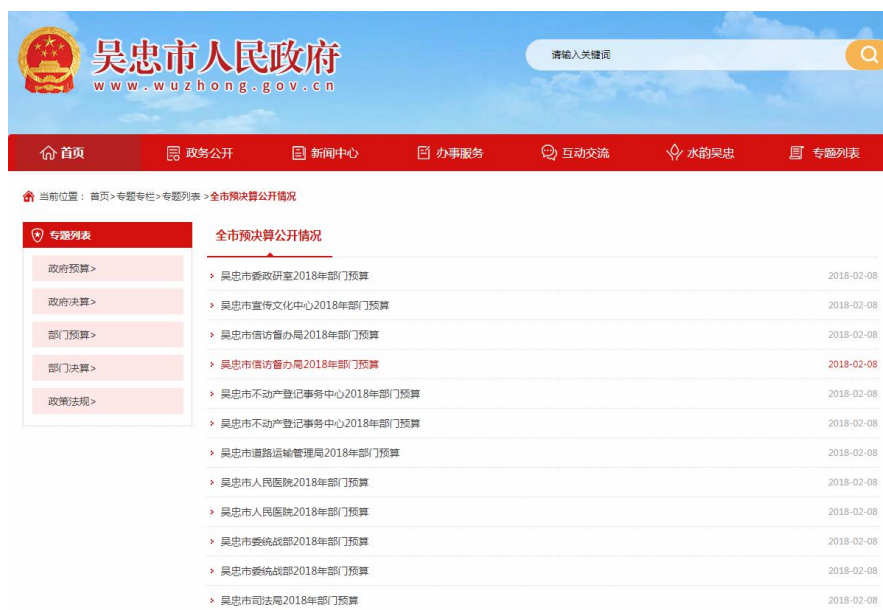 吴忠市人民政府
www.wuzhong.gov.cn
请输入关键词
首页 政务公开 新闻中心 办事服务 互动交流 水韵吴忠 专题列表
当前位置： 首页>专题专栏>专题列表 >全市预决算公开情况
专题列表
政府预算>
政府决算>
部门预算>
部门决算>
政策法规>
全市预决算公开情况
吴忠市委政研室2018年部门预算 2018-02-08
吴忠市宣传文化中心2018年部门预算 2018-02-08
吴忠市信访督办局2018年部门预算 2018-02-08
吴忠市信访督办局2018年部门预算 2018-02-08
吴忠市不动产登记事务中心2018年部门预算 2018-02-08
吴忠市不动产登记事务中心2018年部门预算 2018-02-08
吴忠市道路运输管理局2018年部门预算 2018-02-08
吴忠市人民医院2018年部门预算 2018-02-08
吴忠市人民医院2018年部门预算 2018-02-08
吴忠市委统战部2018年部门预算 2018-02-08
吴忠市委统战部2018年部门预算 2018-02-08
吴忠市司法局2018年部门预算 2018-02-08